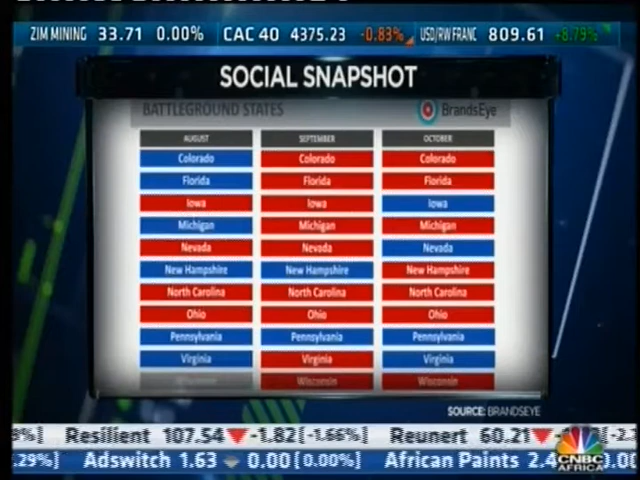 ZIM MINING 33.71 0.00% CAC 40 4375.23 -0.83% USD/RW FRANC 809.61 +8.79%
SOCIAL SNAPSHOT
BATTLEGROUND STATES BrandsEye
AUGUST SEPTEMBER OCTOBER
Colorado Colorado Colorado
Florida Florida Florida
Iowa Iowa Iowa
Michigan Michigan Michigan
Nevada Nevada Nevada
New Hampshire New Hampshire New Hampshire
North Carolina North Carolina North Carolina
Ohio Ohio Ohio
Pennsylvania Pennsylvania Pennsylvania
Virginia Virginia Virginia
Wisconsin Wisconsin
SOURCE: BRANDSEYE
%] Resilient 107.54 -1.82[-1.66%] Reunert 60.21
.29%] Adswitch 1.63 0.00[0.00%] African Paints
CNBC
AFRICA